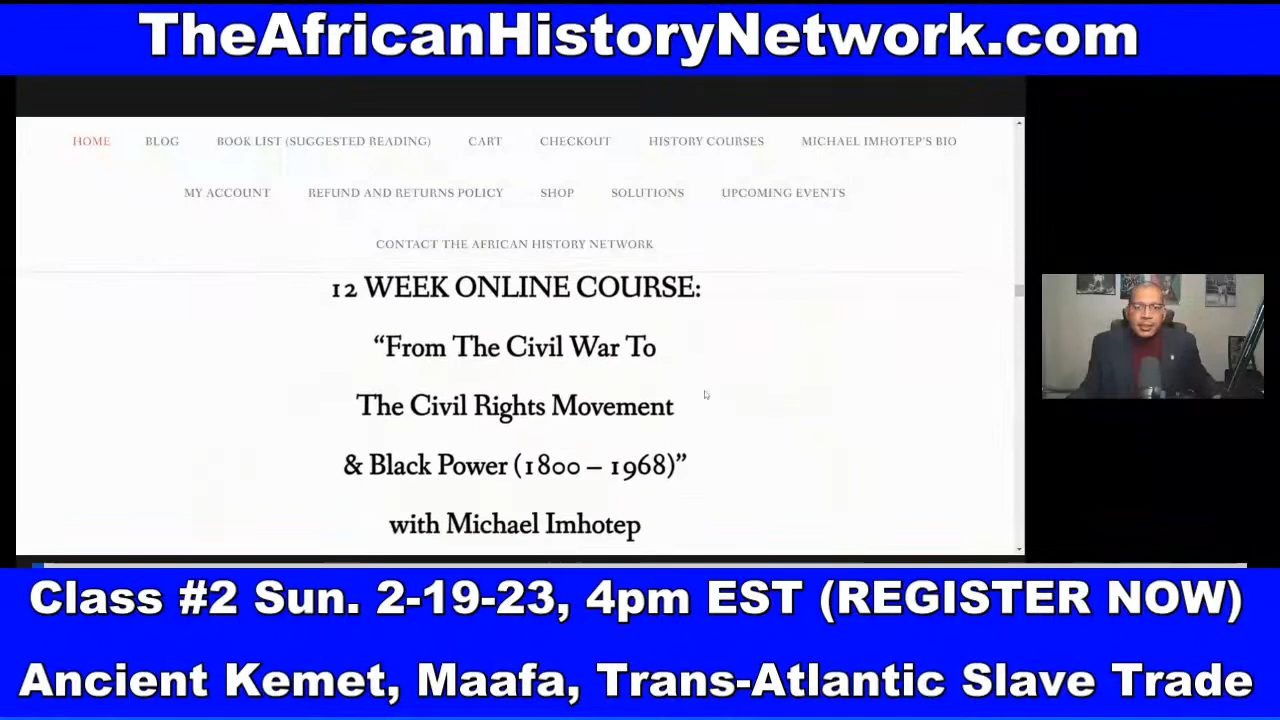 TheAfricanHistoryNetwork.com
HOME BLOG BOOK LIST (SUGGESTED READING) CART CHECKOUT HISTORY COURSES MICHAEL IMHOTEP'S BIO
MY ACCOUNT REFUND AND RETURNS POLICY SHOP SOLUTIONS UPCOMING EVENTS
CONTACT THE AFRICAN HISTORY NETWORK
12 WEEK ONLINE COURSE:
“From The Civil War To
The Civil Rights Movement
& Black Power (1800 – 1968)”
with Michael Imhotep
Class #2 Sun. 2-19-23, 4pm EST (REGISTER NOW)
Ancient Kemet, Maafa, Trans-Atlantic Slave Trade